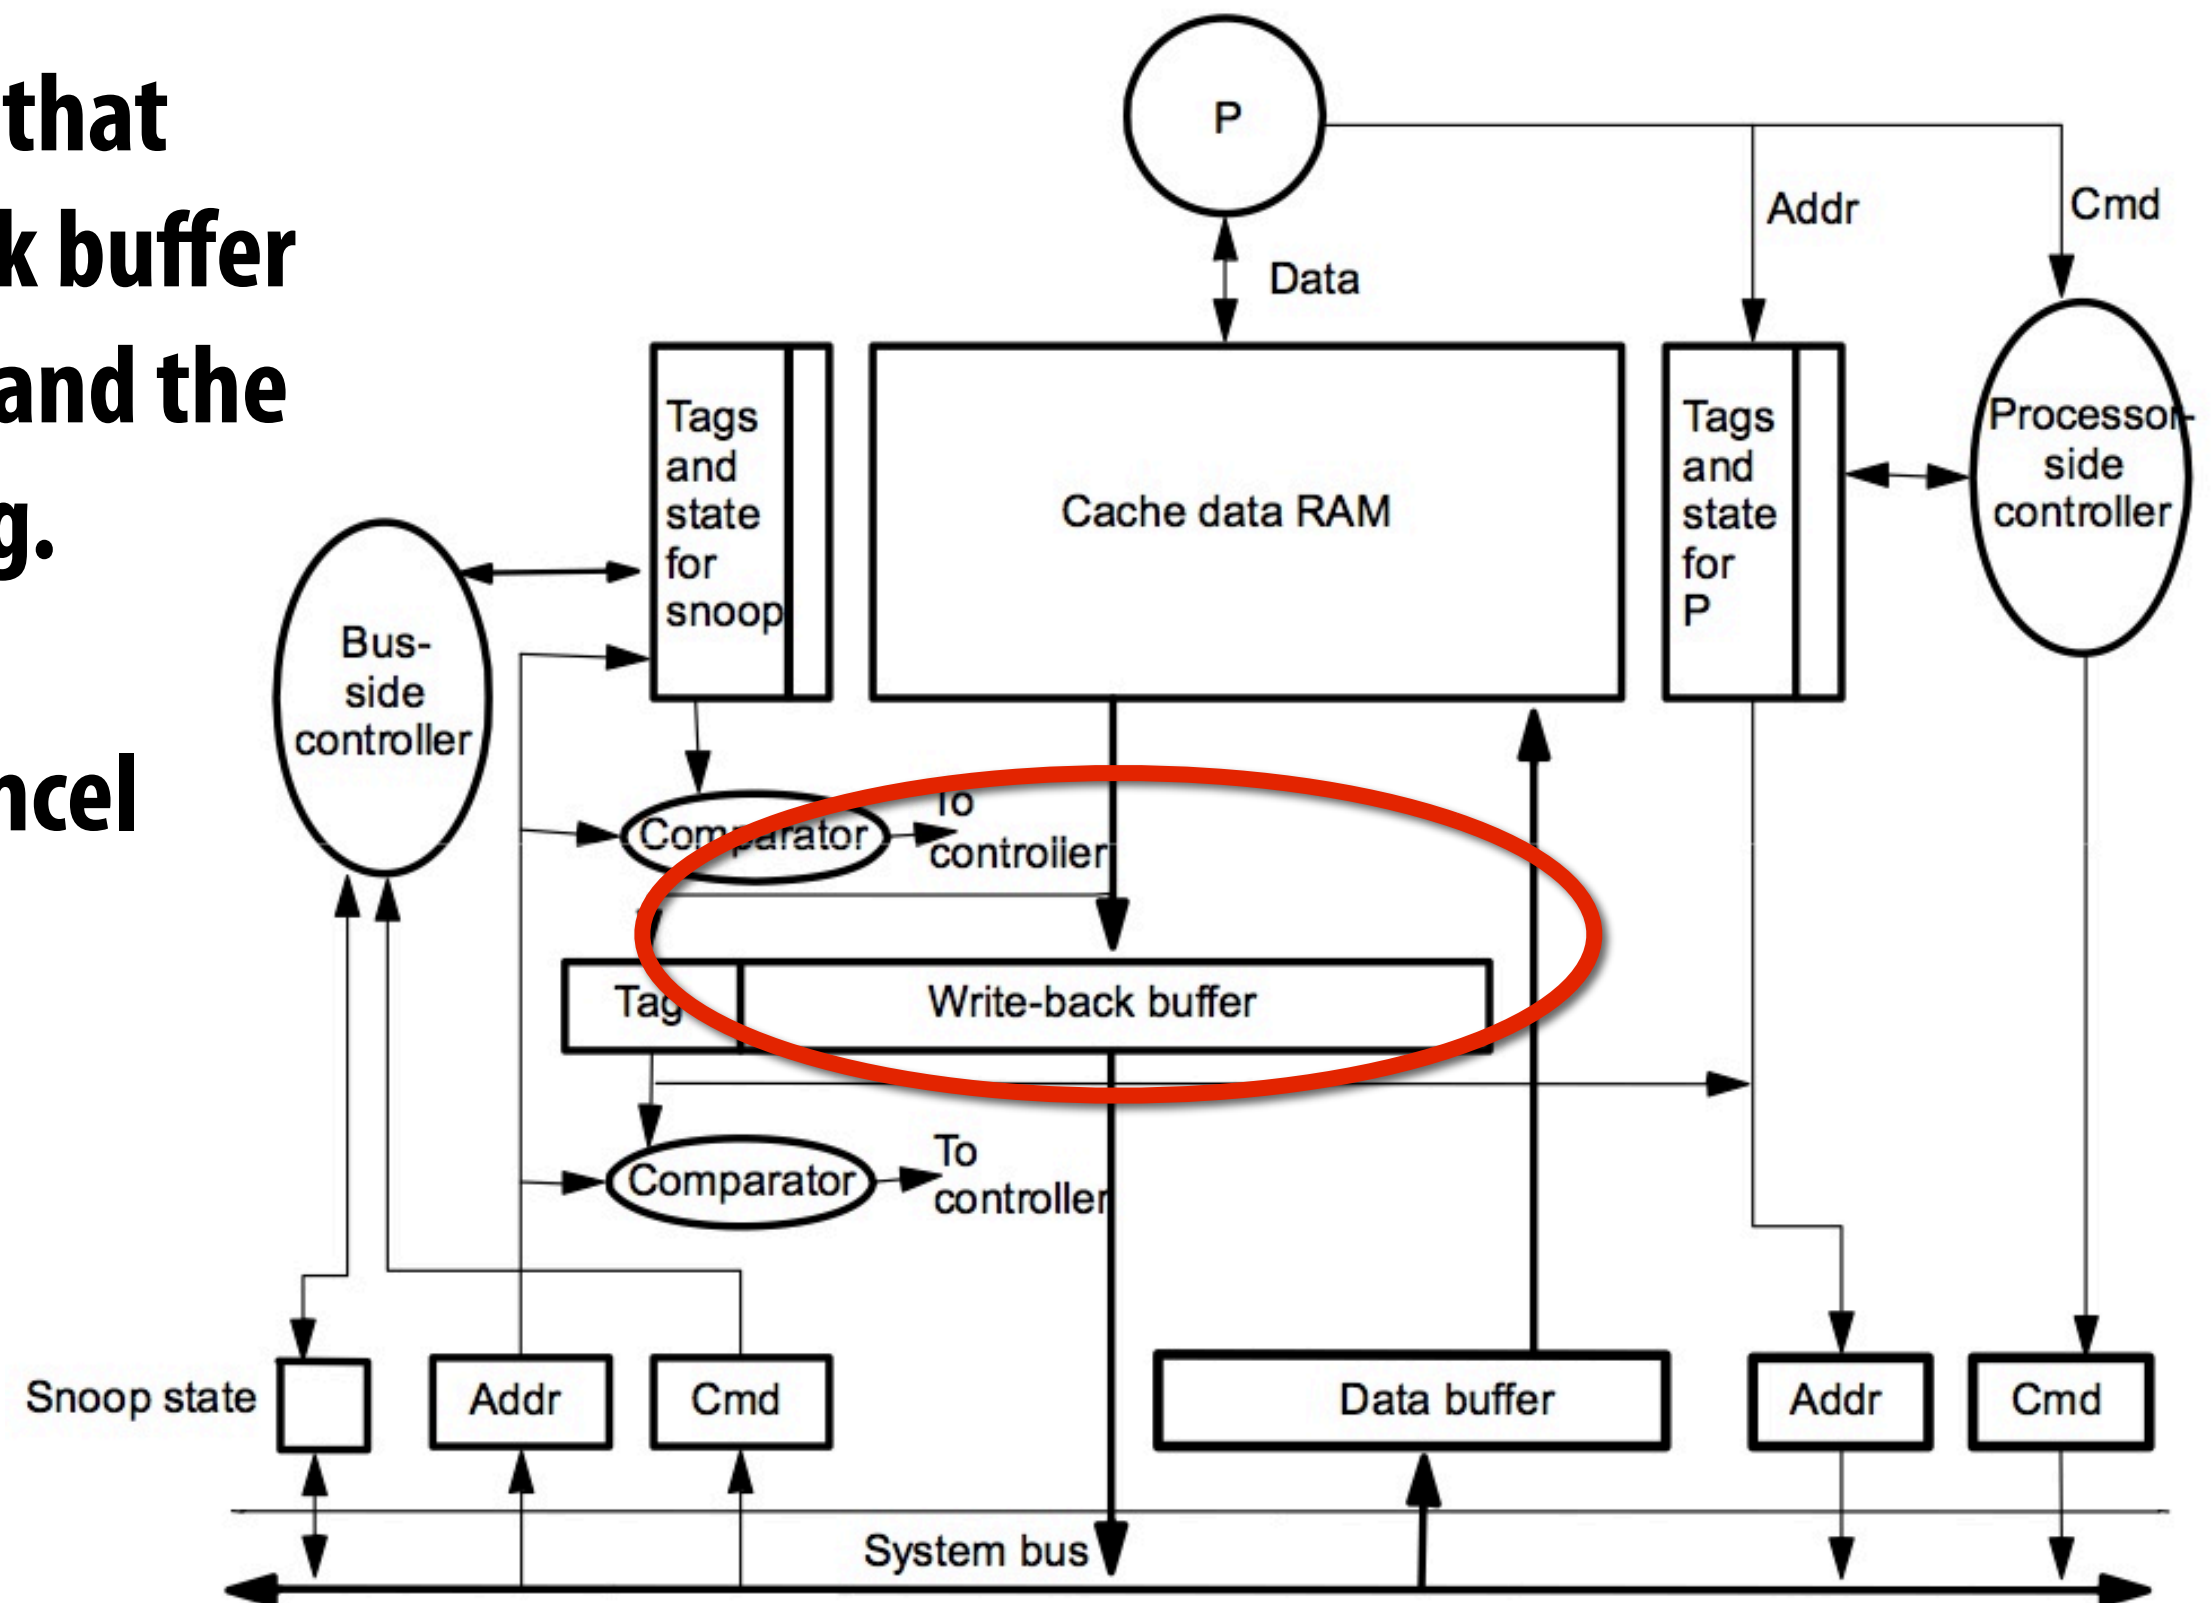 that
k buffer
and the
g.
ncel
P
Data
Addr
Cmd
Tags
and
state
for
snoop
Cache data RAM
Tags
and
state
for
P
Processor-
side
controller
Bus-
side
controller
Comparator
To
controller
Tag
Write-back buffer
Comparator
To
controller
Snoop state
Addr
Cmd
Data buffer
Addr
Cmd
System bus